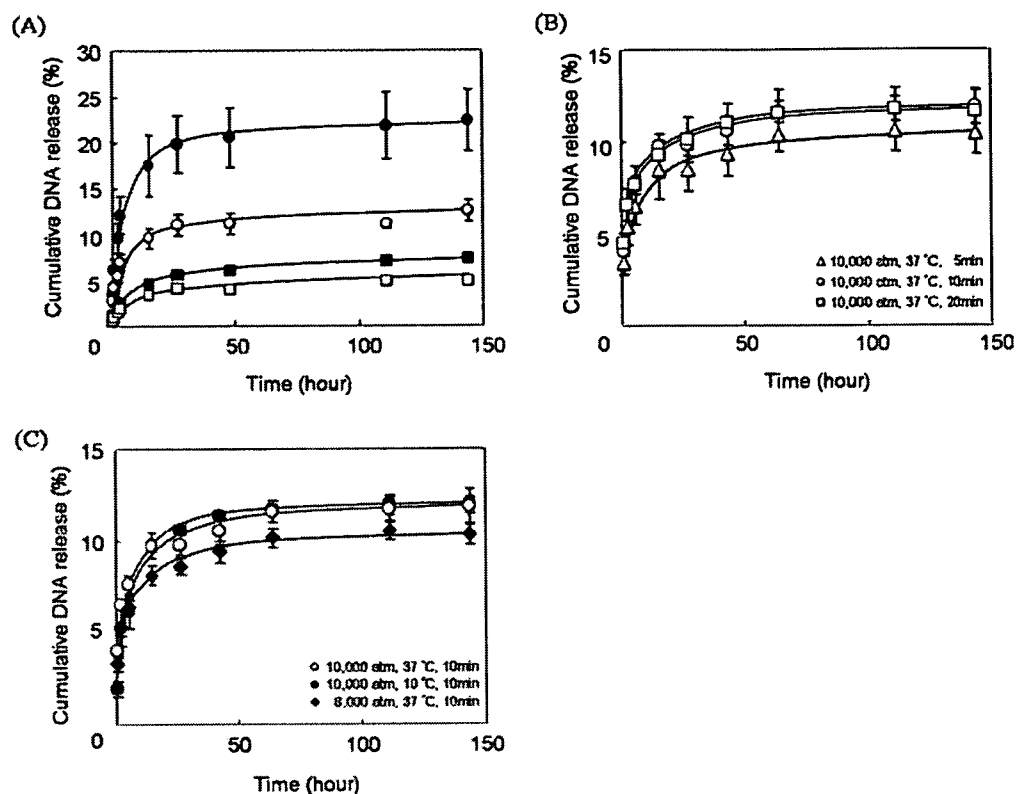 (A)
Cumulative DNA release (%)
30
25
20
15
10
5
0
50
100
150
Time (hour)
(B)
Cumulative DNA release (%)
15
10
5
0
50
100
150
Time (hour)
10,000 atm, 37 °C, 5min
10,000 atm, 37 °C, 10min
10,000 atm, 37 °C, 20min
(C)
Cumulative DNA release (%)
15
10
5
0
50
100
150
Time (hour)
10,000 atm, 37 °C, 10min
10,000 atm, 10 °C, 10min
8,000 atm, 37 °C, 10min